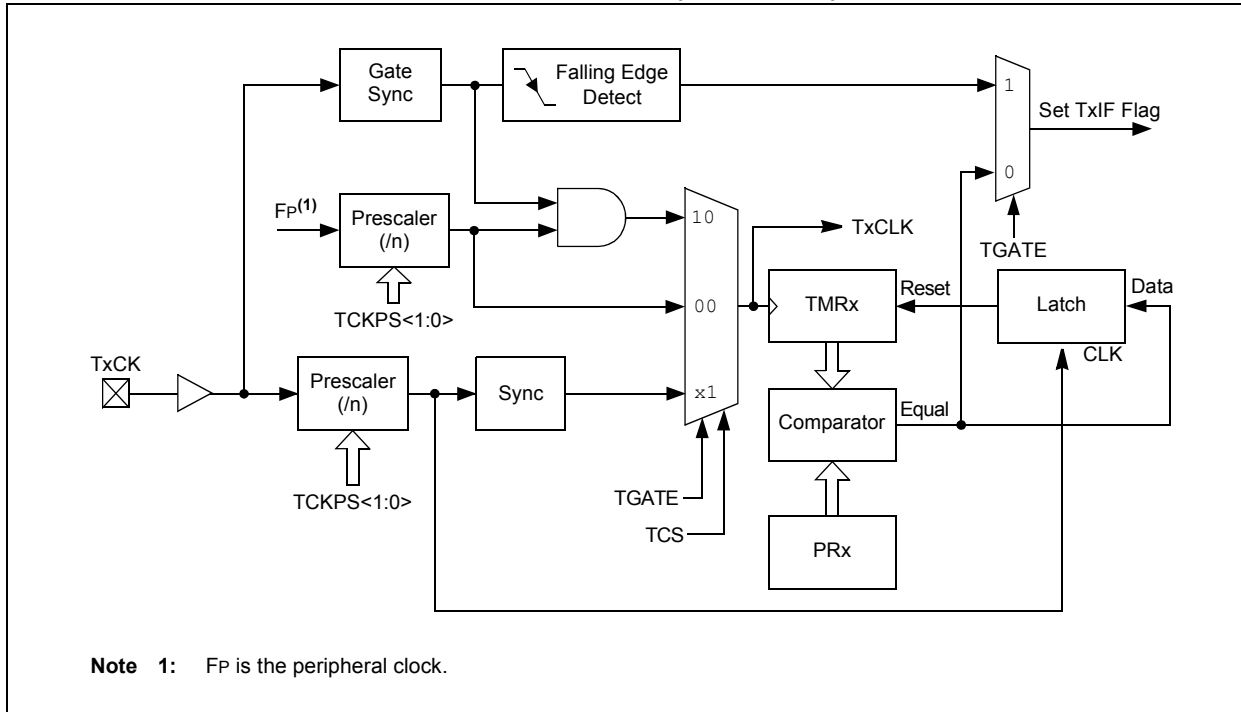 Gate
Sync
Falling Edge
Detect
1
Set TxIF Flag
0
FP(1)
Prescaler
(/n)
10
TxCLK
TGATE
TCKPS<1:0>
00
TMRx
Reset
Latch
Data
CLK
TxCK
Prescaler
(/n)
Sync
x1
Comparator
Equal
TCKPS<1:0>
TGATE
TCS
PRx
Note 1: FP is the peripheral clock.